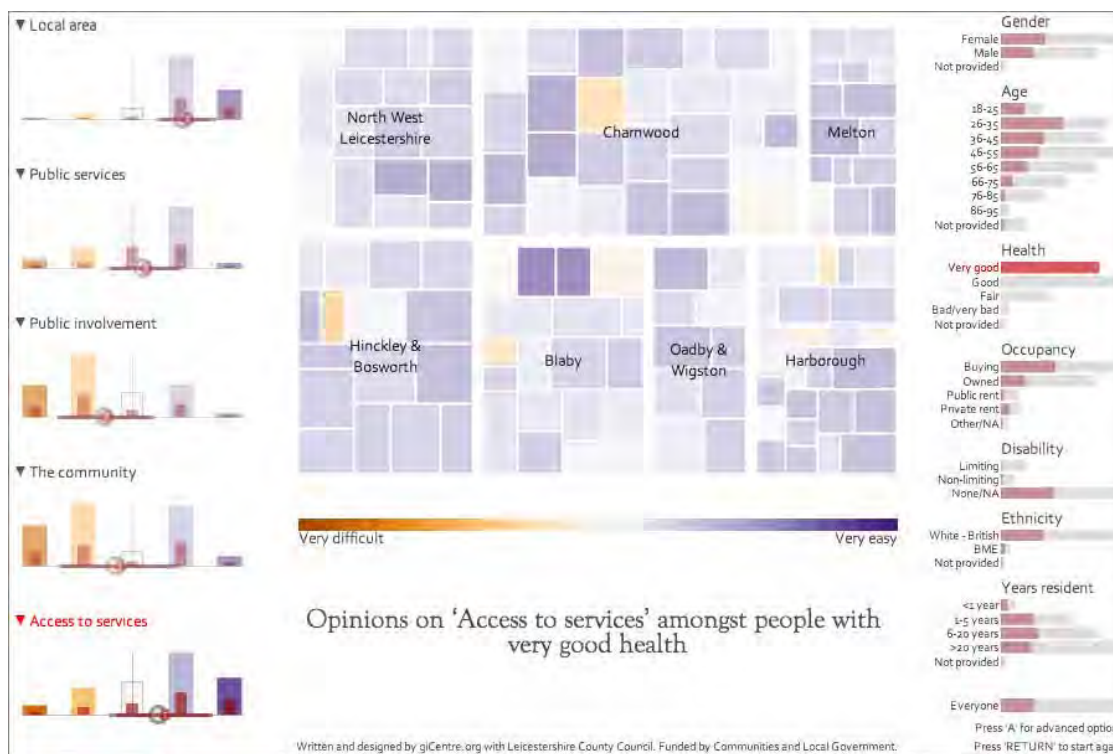 ▼ Local area
▼ Public services
▼ Public involvement
▼ The community
▼ Access to services
North West
Leicestershire
Charnwood
Melton
Hinckley &
Bosworth
Blaby
Oadby &
Wigston
Harborough
Very difficult
Very easy
Opinions on 'Access to services' amongst people with
very good health
Written and designed by giCentre.org with Leicestershire County Council. Funded by Communities and Local Government.
Gender
Female
Male
Not provided
Age
18-25
26-35
36-45
46-55
56-65
66-75
76-85
86-95
Not provided
Health
Very good
Good
Fair
Bad/very bad
Not provided
Occupancy
Buying
Owned
Public rent
Private rent
Other/NA
Disability
Limiting
Non-limiting
None/NA
Ethnicity
White - British
BME
Not provided
Years resident
<1 year
1-5 years
6-20 years
>20 years
Not provided
Everyone
Press 'A' for advanced optio
Press 'RETURN' to start aga